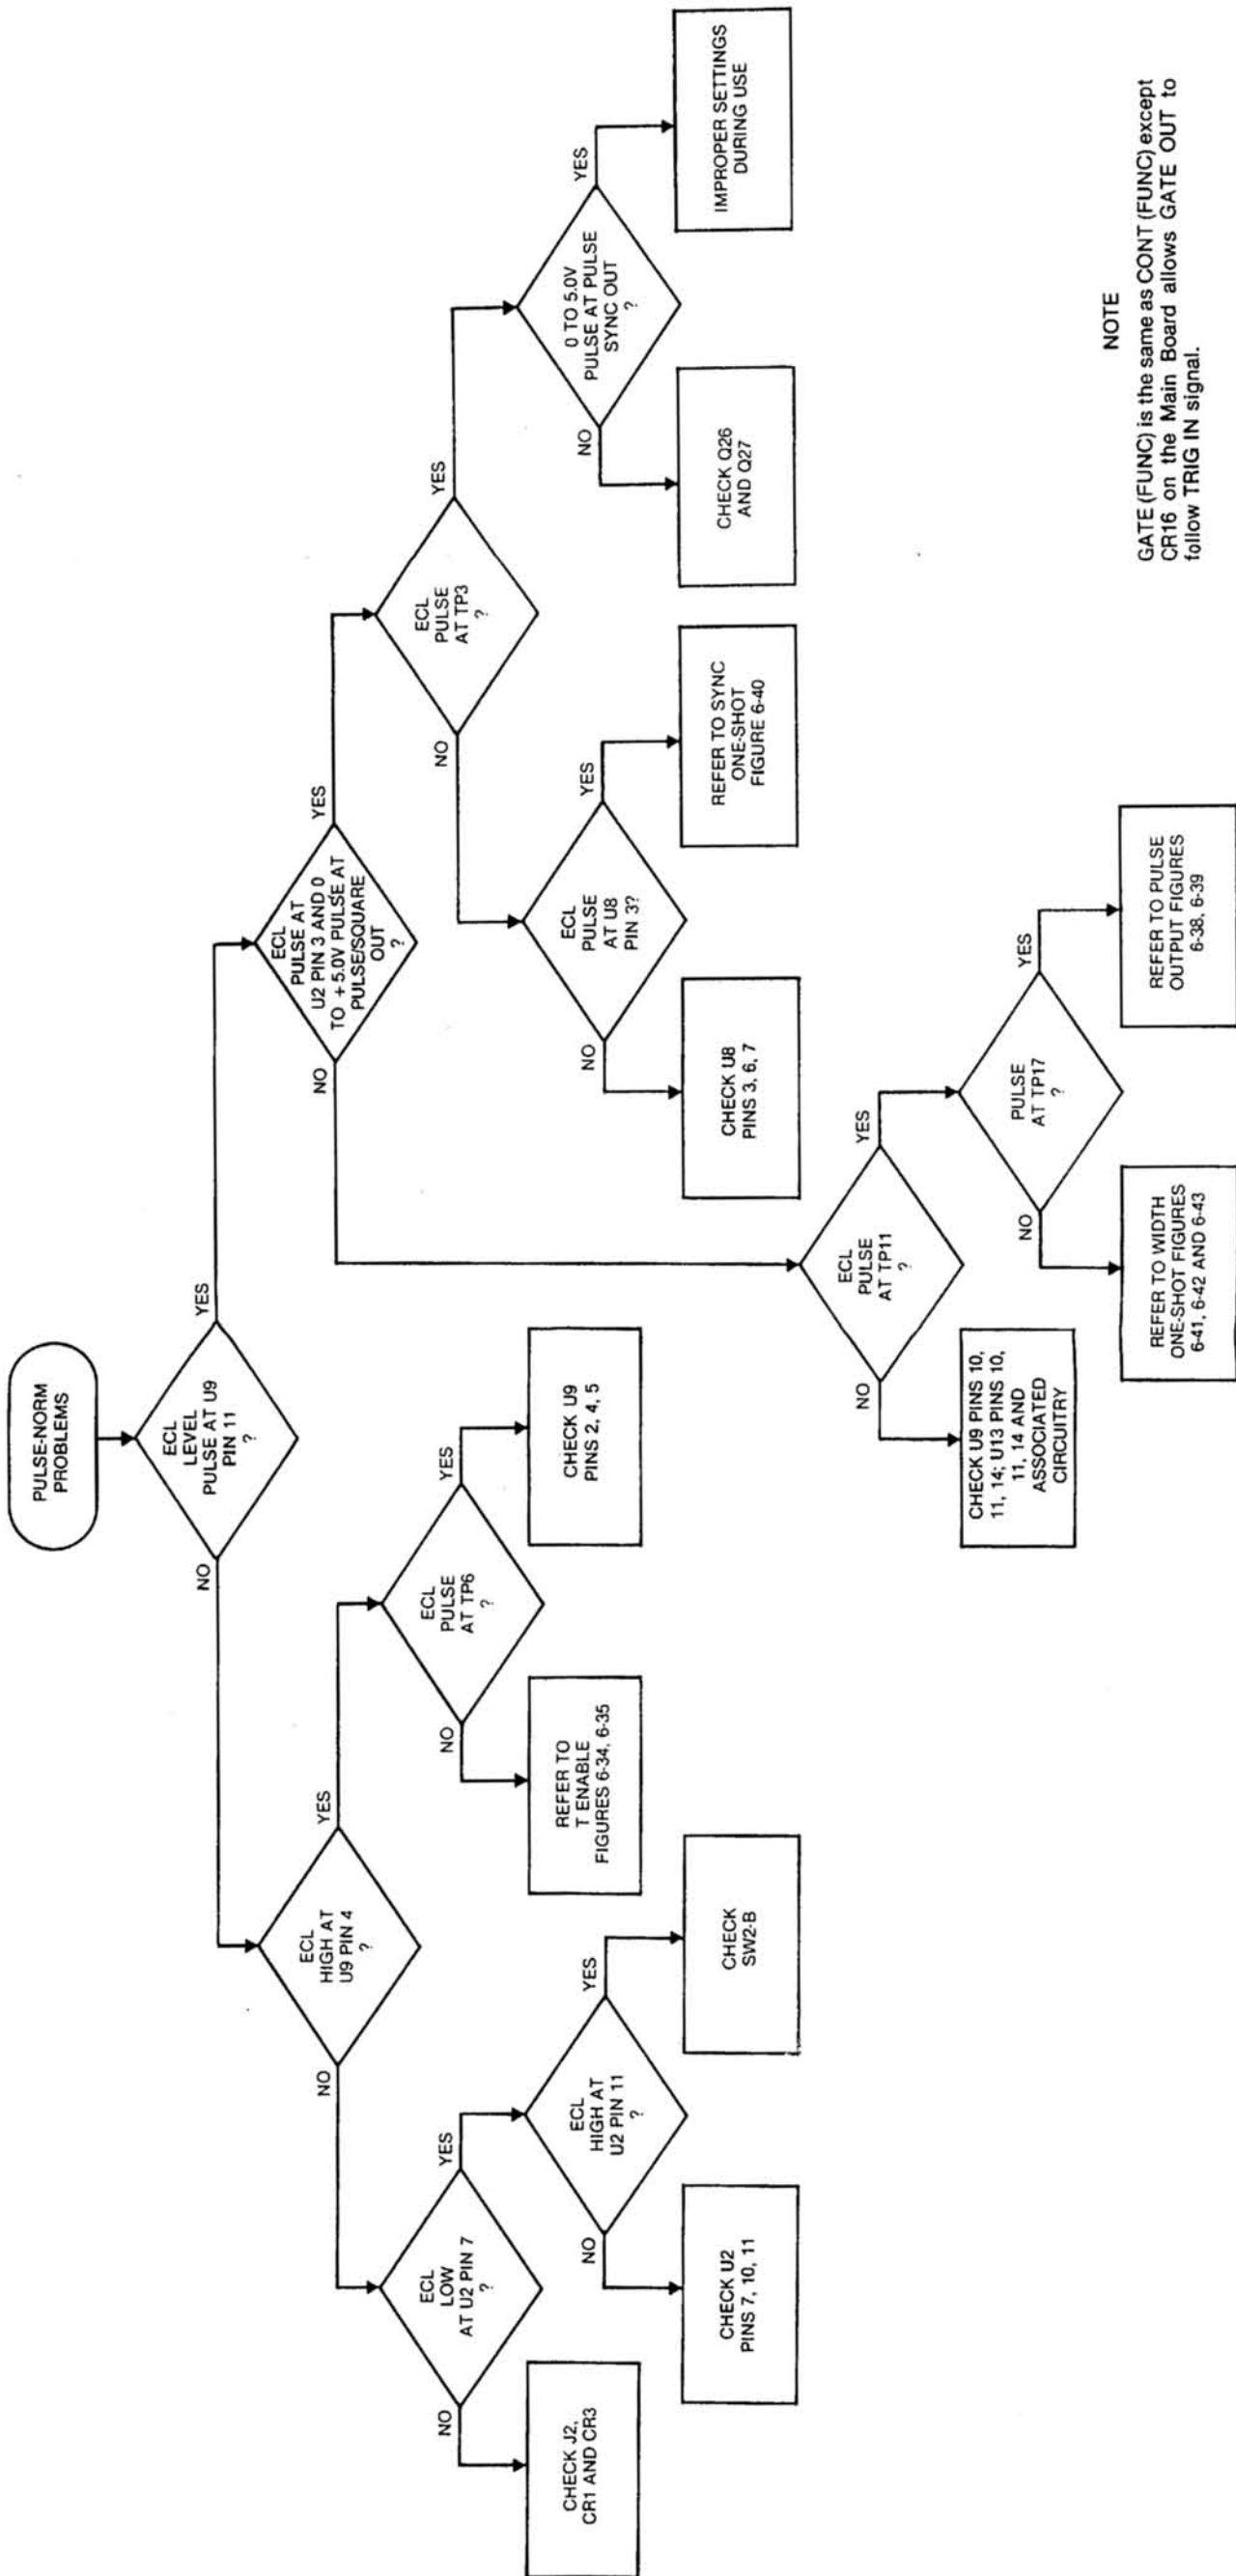 PULSE-NORM
PROBLEMS
ECL
LEVEL
PULSE AT U9
PIN 11
?
NO
YES
ECL
HIGH AT
U9 PIN 4
?
NO
YES
ECL
PULSE AT
U2 PIN 3 AND 0
TO + 5.0V PULSE AT
PULSE/SQUARE
OUT
?
NO
YES
ECL
LOW
AT U2 PIN 7
?
NO
YES
ECL
PULSE
AT TP6
?
NO
YES
ECL
PULSE
AT TP3
?
NO
YES
CHECK J2,
CR1 AND CR3
ECL
HIGH AT
U2 PIN 11
?
NO
YES
REFER TO
T ENABLE
FIGURES 6-34, 6-35
CHECK U9
PINS 2, 4, 5
ECL
PULSE
AT U8
PIN 3?
NO
YES
0 TO 5.0V
PULSE AT PULSE
SYNC OUT
?
NO
YES
CHECK U2
PINS 7, 10, 11
CHECK
SW2-B
CHECK U8
PINS 3, 6, 7
REFER TO SYNC
ONE-SHOT
FIGURE 6-40
CHECK Q26
AND Q27
IMPROPER SETTINGS
DURING USE
ECL
PULSE
AT TP11
?
NO
YES
CHECK U9 PINS 10,
11, 14; U13 PINS 10,
11, 14 AND
ASSOCIATED
CIRCUITRY
PULSE
AT TP17
?
NO
YES
REFER TO WIDTH
ONE-SHOT FIGURES
6-41, 6-42 AND 6-43
REFER TO PULSE
OUTPUT FIGURES
6-38, 6-39
NOTE
GATE (FUNC) is the same as CONT (FUNC) except
CR16 on the Main Board allows GATE OUT to
follow TRIG IN signal.